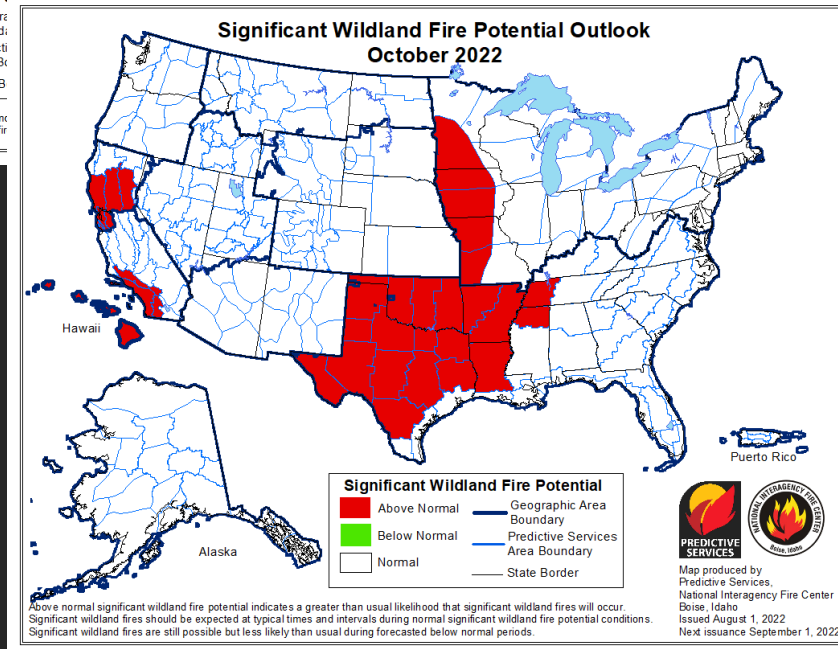 Significant Wildland Fire Potential Outlook
October 2022
Hawaii
Alaska
Puerto Rico
Significant Wildland Fire Potential
Above Normal
Below Normal
Normal
Geographic Area
Boundary
Predictive Services
Area Boundary
State Border
PREDICTIVE
SERVICES
NATIONAL INTERAGENCY FIRE CENTER
Boise, Idaho
Map produced by
Predictive Services,
National Interagency Fire Center
Boise, Idaho
Issued August 1, 2022
Next issuance September 1, 2022
Above normal significant wildland fire potential indicates a greater than usual likelihood that significant wildland fires will occur.
Significant wildland fires should be expected at typical times and intervals during normal significant wildland fire potential conditions.
Significant wildland fires are still possible but less likely than usual during forecasted below normal periods.